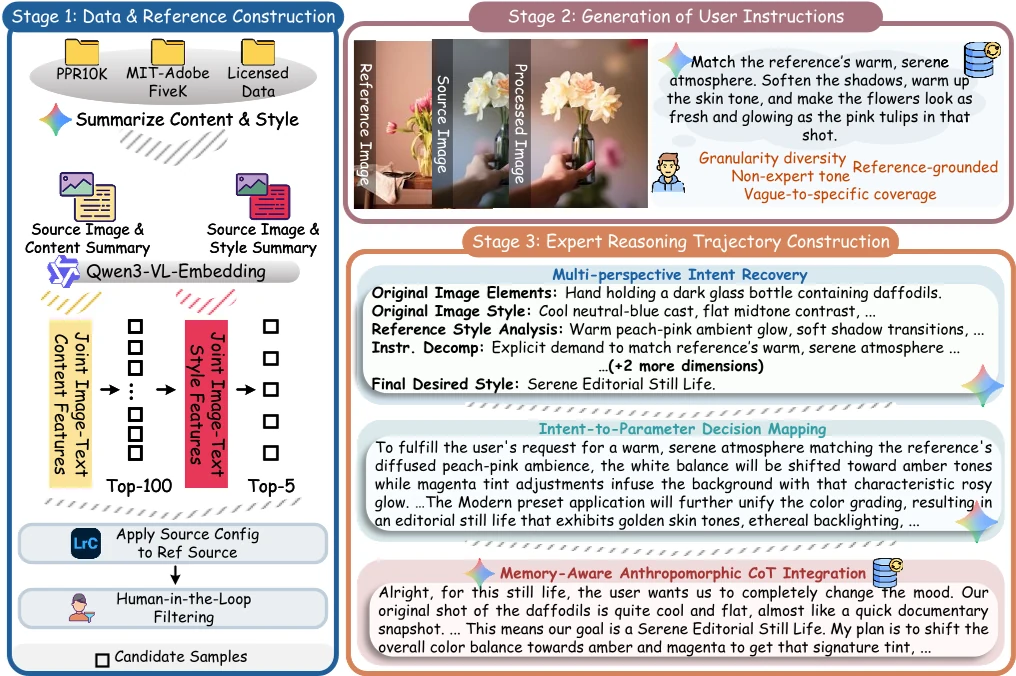 Stage 1: Data & Reference Construction
PPR10K
MIT-Adobe
FiveK
Licensed
Data
Summarize Content & Style
Source Image &
Content Summary
Source Image &
Style Summary
Qwen3-VL-Embedding
Joint Image-Text
Content Features
Joint Image-Text
Style Features
Top-100
Top-5
LrC
Apply Source Config
to Ref Source
Human-in-the-Loop
Filtering
Candidate Samples
Stage 2: Generation of User Instructions
Reference Image
Source Image
Processed Image
Match the reference's warm, serene
atmosphere. Soften the shadows, warm up
the skin tone, and make the flowers look as
fresh and glowing as the pink tulips in that
shot.
Granularity diversity
Reference-grounded
Non-expert tone
Vague-to-specific coverage
Stage 3: Expert Reasoning Trajectory Construction
Multi-perspective Intent Recovery
Original Image Elements: Hand holding a dark glass bottle containing daffodils.
Original Image Style: Cool neutral-blue cast, flat midtone contrast, ...
Reference Style Analysis: Warm peach-pink ambient glow, soft shadow transitions, ...
Instr. Decomp: Explicit demand to match reference's warm, serene atmosphere ...
...(+2 more dimensions)
Final Desired Style: Serene Editorial Still Life.
Intent-to-Parameter Decision Mapping
To fulfill the user's request for a warm, serene atmosphere matching the reference's
diffused peach-pink ambience, the white balance will be shifted toward amber tones
while magenta tint adjustments infuse the background with that characteristic rosy
glow. ...The Modern preset application will further unify the color grading, resulting in
an editorial still life that exhibits golden skin tones, ethereal backlighting, ...
Memory-Aware Anthropomorphic CoT Integration
Alright, for this still life, the user wants us to completely change the mood. Our
original shot of the daffodils is quite cool and flat, almost like a quick documentary
snapshot. ... This means our goal is a Serene Editorial Still Life. My plan is to shift the
overall color balance towards amber and magenta to get that signature tint, ...